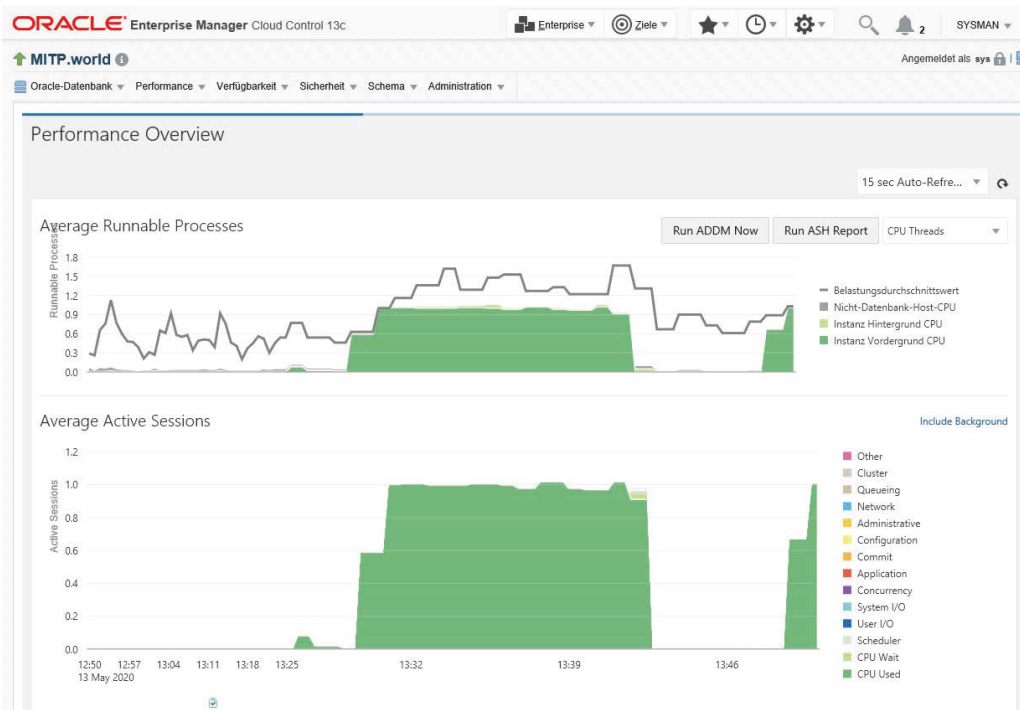 ORACLE Enterprise Manager Cloud Control 13c Enterprise Ziele 2 SYSMAN
MITP.world Angemeldet als sys
Oracle-Datenbank Performance Verfügbarkeit Sicherheit Schema Administration
Performance Overview
15 sec Auto-Refre...
Average Runnable Processes Run ADDM Now Run ASH Report CPU Threads
Runnable Processes
1.8
1.5
1.2
0.9
0.6
0.3
0.0
Belastungsdurchschnittswert
Nicht-Datenbank-Host-CPU
Instanz Hintergrund CPU
Instanz Vordergrund CPU
Average Active Sessions Include Background
Active Sessions
1.2
1.0
0.8
0.6
0.4
0.2
0.0
12:50 12:57 13:04 13:11 13:18 13:25 13:32 13:39 13:46
13 May 2020
Other
Cluster
Queueing
Network
Administrative
Configuration
Commit
Application
Concurrency
System I/O
User I/O
Scheduler
CPU Wait
CPU Used